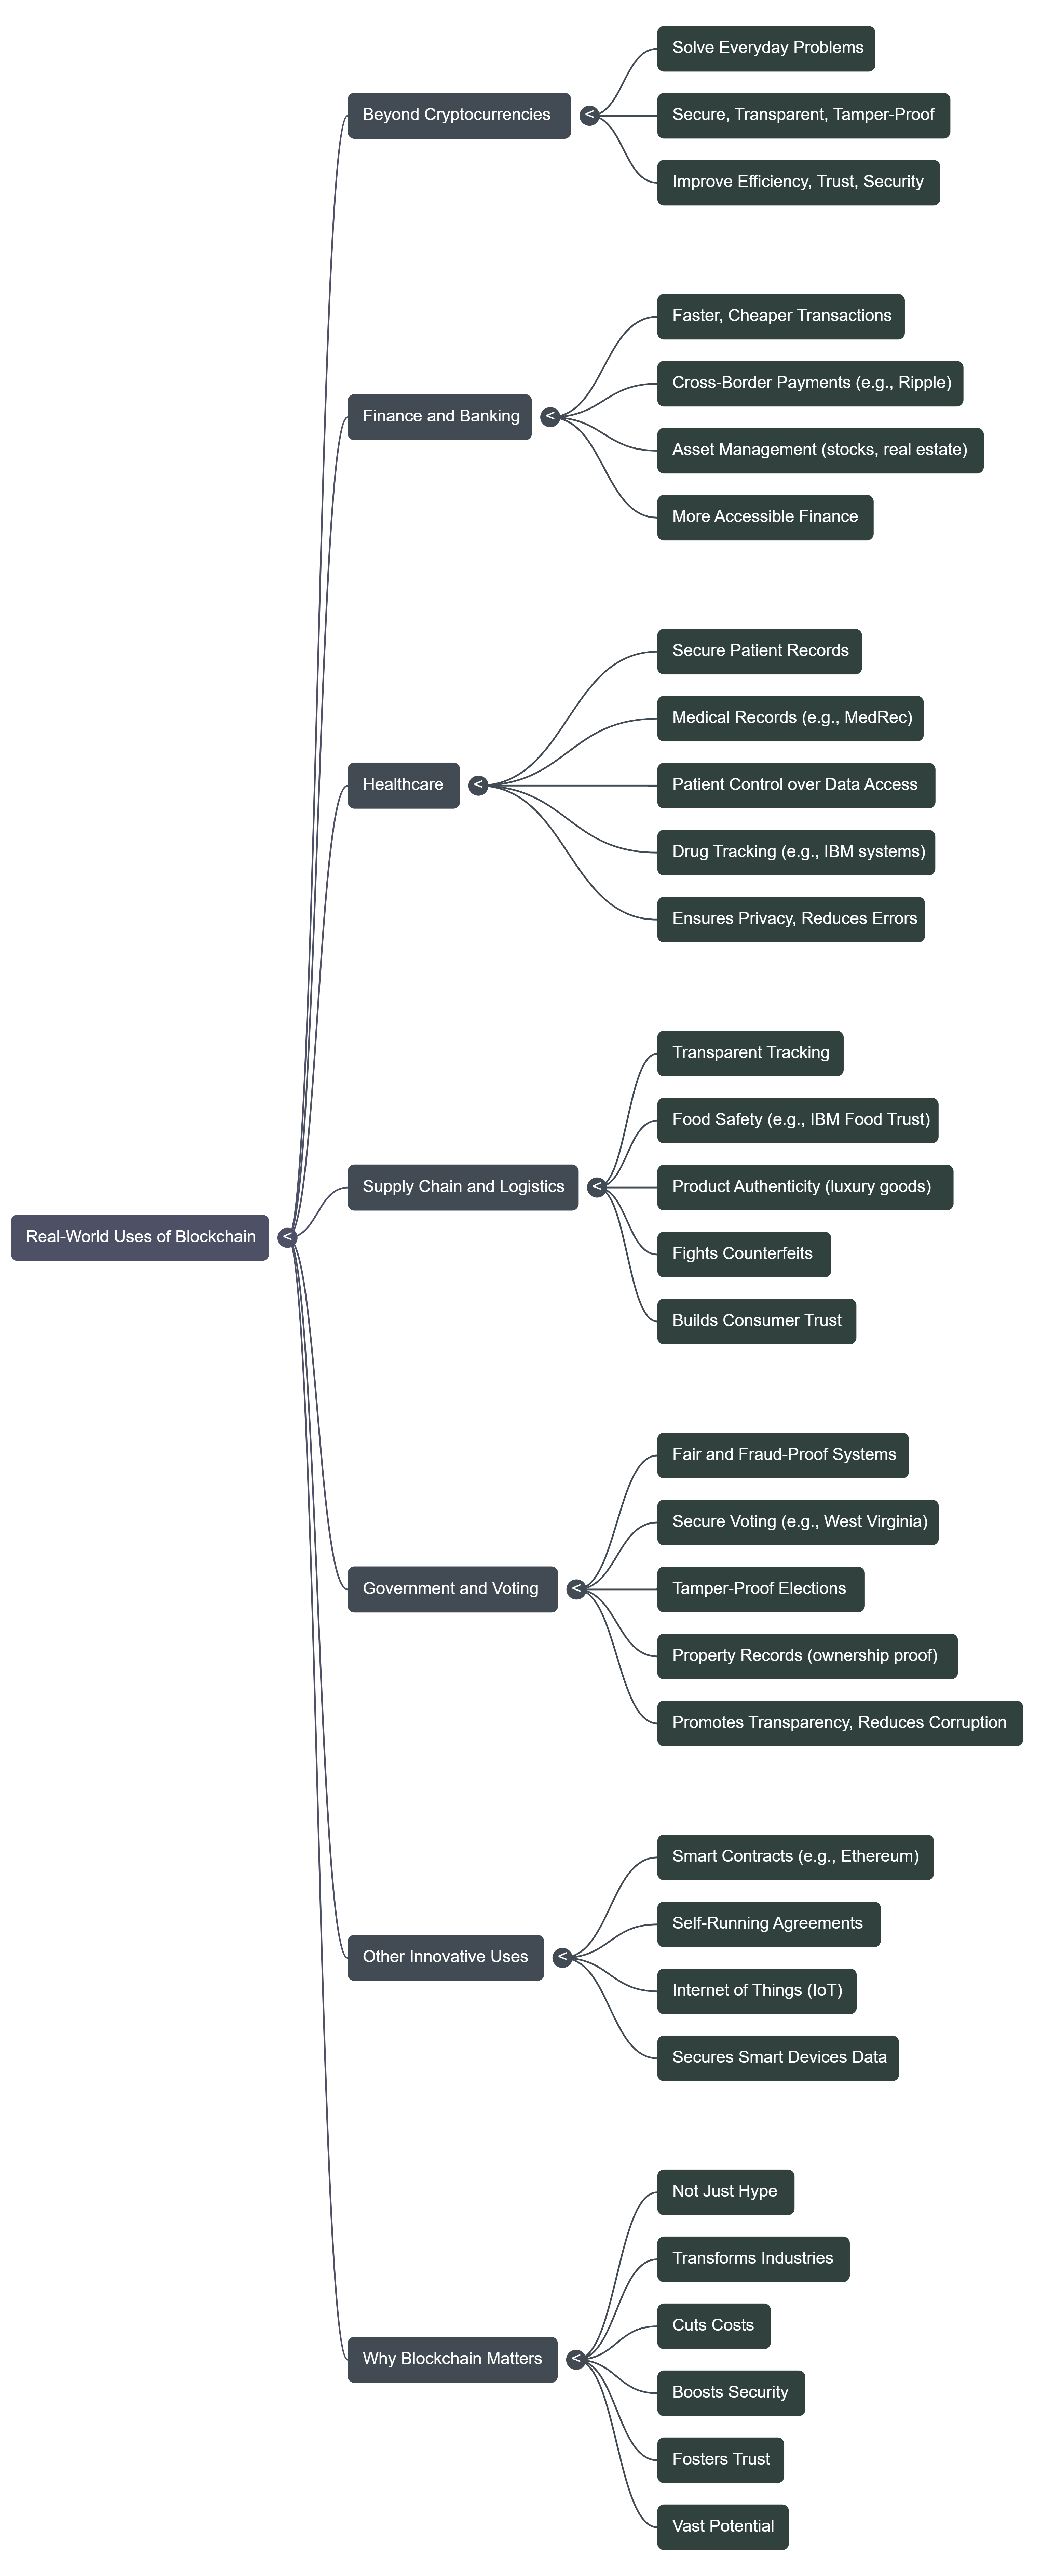 Real-World Uses of Blockchain
<
Beyond Cryptocurrencies
<
Solve Everyday Problems
Secure, Transparent, Tamper-Proof
Improve Efficiency, Trust, Security
Finance and Banking
<
Faster, Cheaper Transactions
Cross-Border Payments (e.g., Ripple)
Asset Management (stocks, real estate)
More Accessible Finance
Healthcare
<
Secure Patient Records
Medical Records (e.g., MedRec)
Patient Control over Data Access
Drug Tracking (e.g., IBM systems)
Ensures Privacy, Reduces Errors
Supply Chain and Logistics
<
Transparent Tracking
Food Safety (e.g., IBM Food Trust)
Product Authenticity (luxury goods)
Fights Counterfeits
Builds Consumer Trust
Government and Voting
<
Fair and Fraud-Proof Systems
Secure Voting (e.g., West Virginia)
Tamper-Proof Elections
Property Records (ownership proof)
Promotes Transparency, Reduces Corruption
Other Innovative Uses
<
Smart Contracts (e.g., Ethereum)
Self-Running Agreements
Internet of Things (IoT)
Secures Smart Devices Data
Why Blockchain Matters
<
Not Just Hype
Transforms Industries
Cuts Costs
Boosts Security
Fosters Trust
Vast Potential